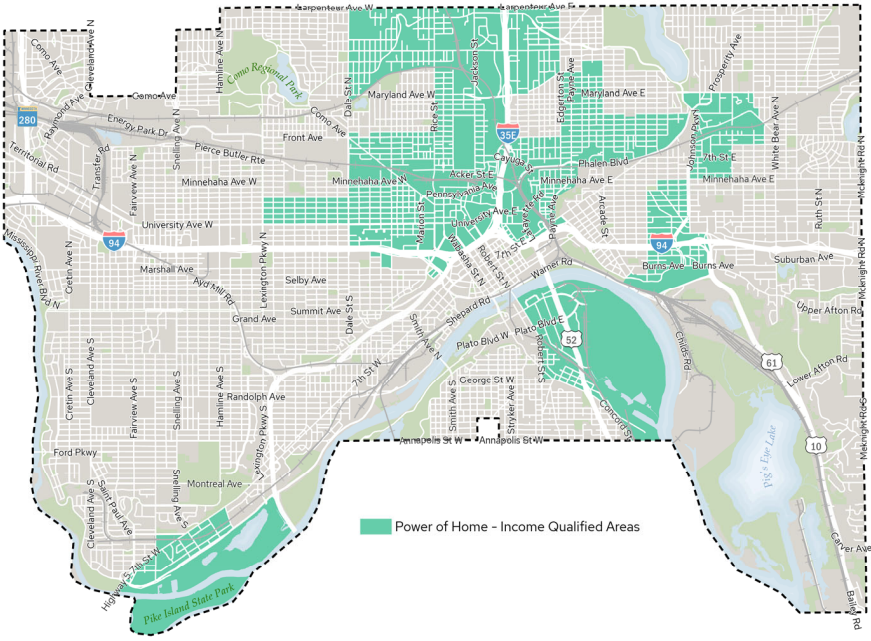 Larpenteur Ave W
Larpenteur Ave E
Como Ave
Cleveland Ave N
Hamline Ave N
Como Regional Park
Dale St N
Jackson St
Edgerton St
Payne Ave
Prosperity Ave
Maryland Ave W
Maryland Ave E
Rice St
35E
280
Raymond Ave
Como Ave
Energy Park Dr
Snelling Ave N
Como Ave
Front Ave
Pierce Butler Rte
Cayuga St
Phalen Blvd
Johnson Pkwy
7th St E
White Bear Ave N
Mcknight Rd N
Territorial Rd
Transfer Rd
Fairview Ave N
Minnehaha Ave W
Minnehaha Ave W
Acker St E
Pennsylvania Ave
Minnehaha Ave E
Minnehaha Ave E
Lafayette Rd
Payne Ave
Arcade St
Ruth St N
University Ave W
Marion St
University Ave E
94
94
Mississippi River Blvd N
Cretin Ave N
Lexington Pkwy N
Wabasha St N
Robert St N
7th St E
Suburban Ave
Mcknight Rd N
Marshall Ave
Ayd Mill Rd
Selby Ave
Warner Rd
Burns Ave
Burns Ave
Summit Ave
Grand Ave
Dale St S
Shepard Rd
Smith Ave N
Plato Blvd W
Plato Blvd E
Robert St S
52
Childs Rd
Upper Afton Rd
61
Lower Afton Rd
Cretin Ave S
Cleveland Ave S
Fairview Ave S
Snelling Ave S
Hamline Ave S
7th St W
Randolph Ave
George St W
Smith Ave S
Stryker Ave
Concord St
Mcknight Rd S
Lexington Pkwy S
Annapolis St W
Annapolis St W
Ford Pkwy
10
Pig's Eye Lake
Saint Paul Ave
Snelling Ave S
Montreal Ave
Cleveland Ave S
Power of Home - Income Qualified Areas
Highway 5
7th St W
Carver Ave
Pike Island State Park
Bailey Rd